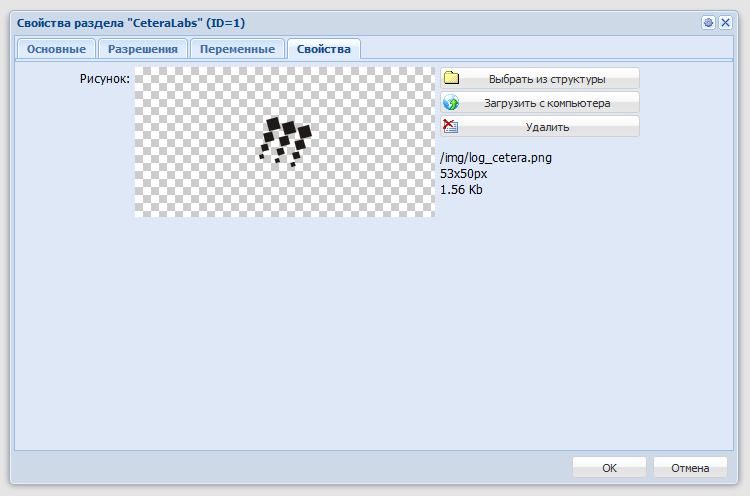 Свойства раздела "CeteraLabs" (ID=1)
Основные Разрешения Переменные Свойства
Рисунок:
Выбрать из структуры
Загрузить с компьютера
Удалить
/img/log_cetera.png
53x50px
1.56 Kb
OK Отмена